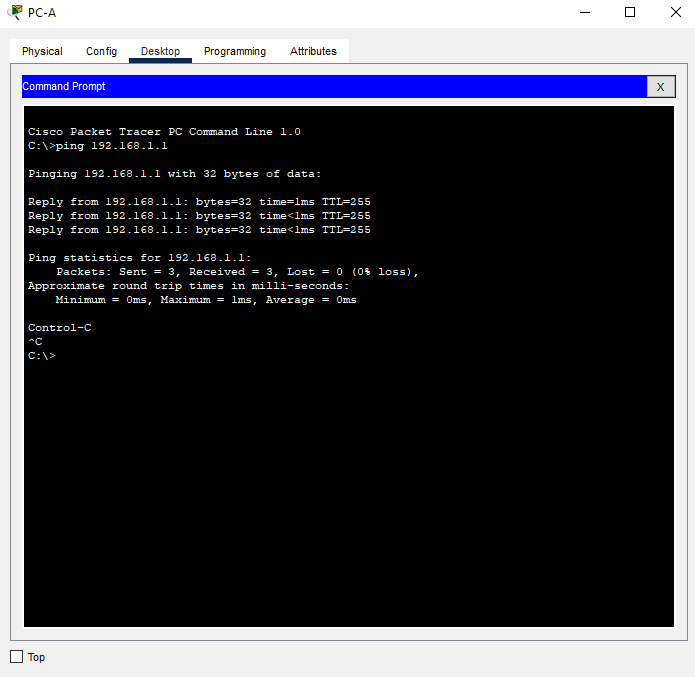 PC-A
Physical Config Desktop Programming Attributes
Command Prompt X
Cisco Packet Tracer PC Command Line 1.0
C:\>ping 192.168.1.1
Pinging 192.168.1.1 with 32 bytes of data:
Reply from 192.168.1.1: bytes=32 time=1ms TTL=255
Reply from 192.168.1.1: bytes=32 time<1ms TTL=255
Reply from 192.168.1.1: bytes=32 time<1ms TTL=255
Ping statistics for 192.168.1.1:
    Packets: Sent = 3, Received = 3, Lost = 0 (0% loss),
Approximate round trip times in milli-seconds:
    Minimum = 0ms, Maximum = 1ms, Average = 0ms
Control-C
^C
C:\>
Top